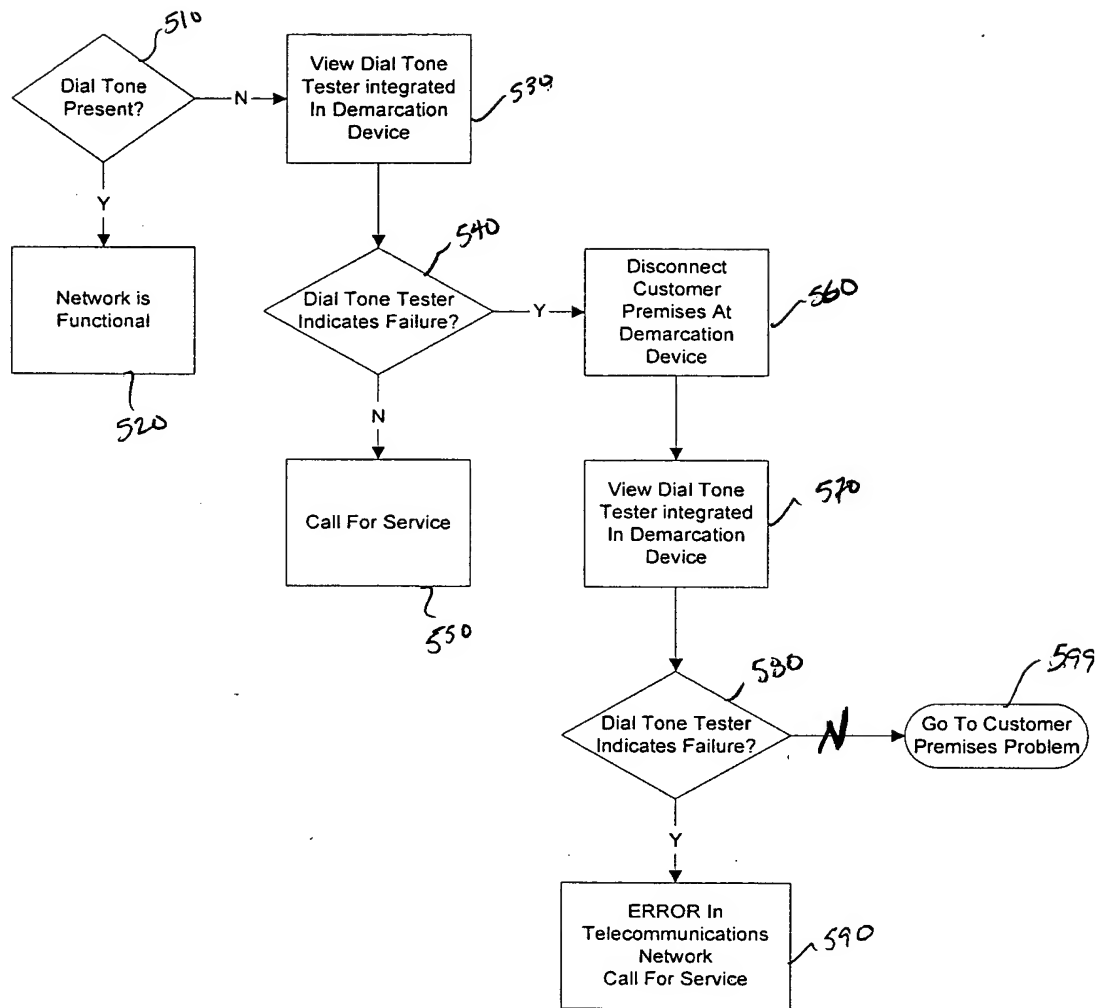 510
Dial Tone
Present?
N
View Dial Tone
Tester integrated
In Demarcation
Device
530
Y
Network is
Functional
520
540
Dial Tone Tester
Indicates Failure?
Y
Disconnect
Customer
Premises At
Demarcation
Device
560
N
Call For Service
550
View Dial Tone
Tester integrated
In Demarcation
Device
570
580
Dial Tone Tester
Indicates Failure?
N
599
Go To Customer
Premises Problem
Y
ERROR In
Telecommunications
Network
Call For Service
590